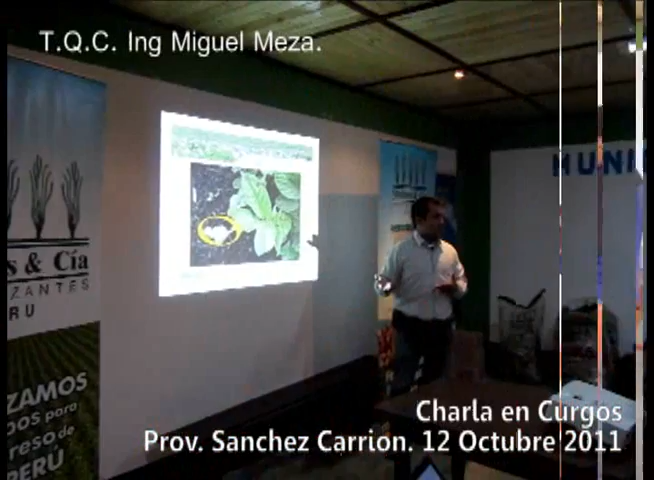 T.Q.C. Ing Miguel Meza.
s & Cía
ZANTES
RU
MUNI
ZAMOS
DOS para
reso de
PERÚ
Charla en Curgos
Prov. Sanchez Carrion. 12 Octubre 2011